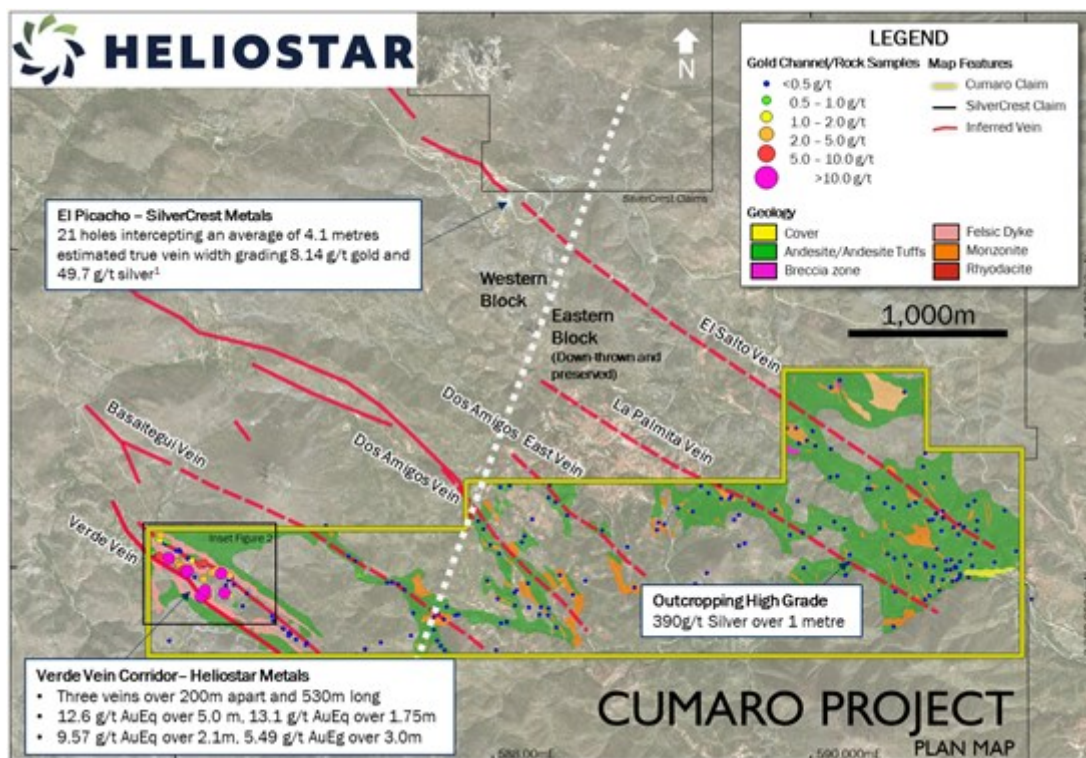 HELIOSTAR
N
LEGEND
Gold Channel/Rock Samples
<0.5 g/t
0.5 – 1.0 g/t
1.0 – 2.0 g/t
2.0 – 5.0 g/t
5.0 – 10.0 g/t
>10.0 g/t
Map Features
Cumaro Claim
SilverCrest Claim
Inferred Vein
Geology
Cover
Andesite/Andesite Tuffs
Breccia zone
Felsic Dyke
Monzonite
Rhyodacite
1,000m
SilverCrest Claims
El Picacho – SilverCrest Metals
21 holes intercepting an average of 4.1 metres
estimated true vein width grading 8.14 g/t gold and
49.7 g/t silver¹
Western
Block
Eastern
Block
(Down-thrown and
preserved)
El Salto Vein
La Palmita Vein
Dos Amigos East Vein
Dos Amigos Vein
Basaitegui Vein
Verde Vein
Inset Figure 2
Outcropping High Grade
390g/t Silver over 1 metre
Verde Vein Corridor– Heliostar Metals
• Three veins over 200m apart and 530m long
• 12.6 g/t AuEq over 5.0 m, 13.1 g/t AuEq over 1.75m
• 9.57 g/t AuEq over 2.1m, 5.49 g/t AuEg over 3.0m
CUMARO PROJECT
PLAN MAP
588.00mE
590.000mE